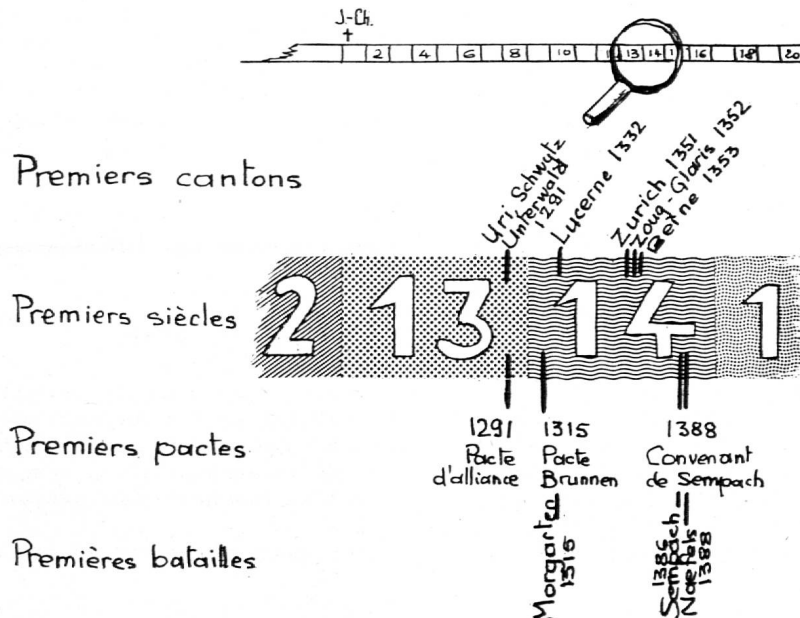 J.-Ch.
2 4 6 8 10 1 13 14 1 16 18 20
Premiers cantons
Uri, Schwytz
Unterwald
1291
Lucerne 1332
Zurich 1351
Zoug-Glaris 1352
Berne 1353
Premiers siècles
2 13 14 1
Premiers pactes
1291
Pacte
d'alliance
1315
Pacte
Brunnen
1388
Convenant
de Sempach
Premières batailles
Morgarten
1315
1386
Sempach
Naefels
1388